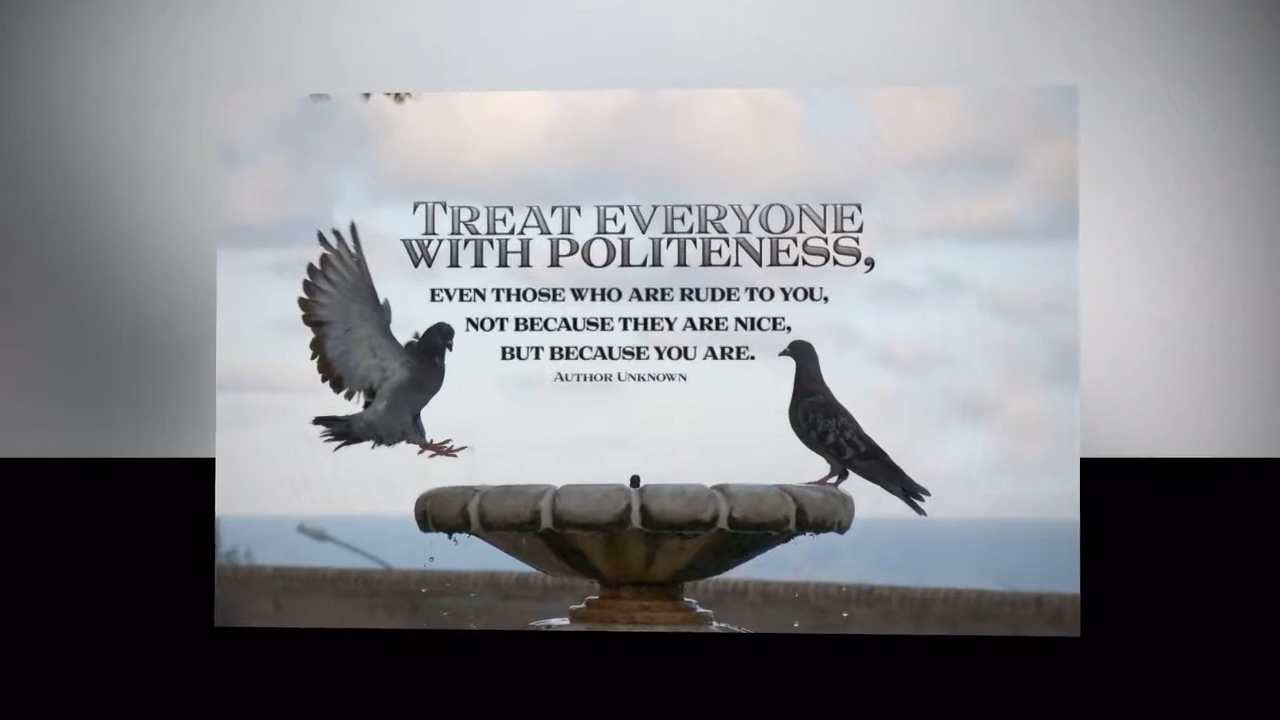 TREAT EVERYONE
WITH POLITENESS,
EVEN THOSE WHO ARE RUDE TO YOU,
NOT BECAUSE THEY ARE NICE,
BUT BECAUSE YOU ARE.
AUTHOR UNKNOWN